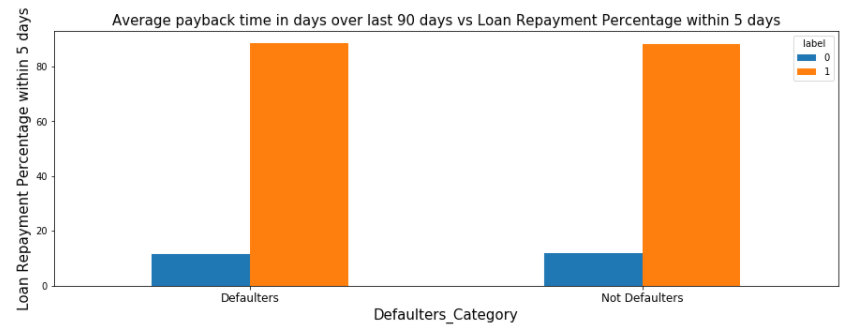 Average payback time in days over last 90 days vs Loan Repayment Percentage within 5 days
Loan Repayment Percentage within 5 days
80
60
40
20
0
label
0
1
Defaulters
Not Defaulters
Defaulters_Category